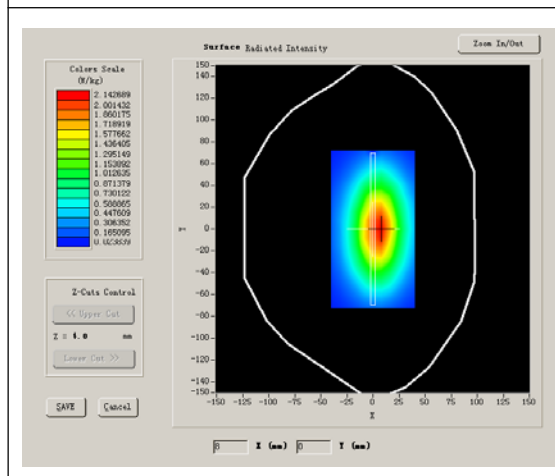 Surface Radiated Intensity
Zoom In/Out
Colors Scale
(W/kg)
2.142689
2.001432
1.860175
1.718919
1.577662
1.436405
1.295149
1.153892
1.012635
0.871379
0.730122
0.588865
0.447609
0.306352
0.165095
0.023839
150
140
120
100
80
60
40
20
0
-20
-40
-60
-80
-100
-120
-140
-150
Y
-150 -125 -100 -75 -50 -25 0 25 50 75 100 125 150
X
Z-Cuts Control
<< Upper Cut
Z = 4.0 mm
Lower Cut >>
SAVE
Cancel
8 X (mm) 0 Y (mm)